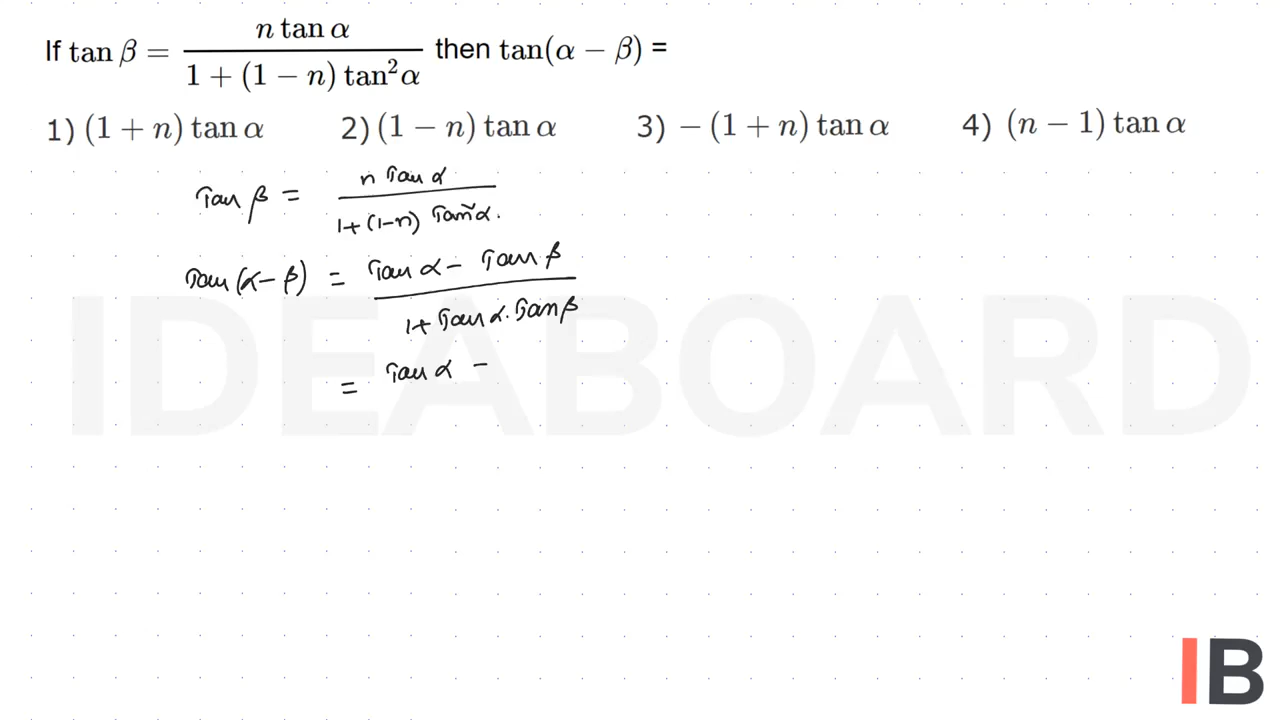 If tan β = n tan α / 1 + (1 − n) tan²α then tan(α − β) =
1) (1 + n) tan α 2) (1 − n) tan α 3) − (1 + n) tan α 4) (n − 1) tan α
Tan β = n Tan α / 1+(1-n) Tan²α.
Tan (α - β) = Tan α - Tan β / 1+ Tan α. Tan β
= Tan α -
IDEABOARD
IB